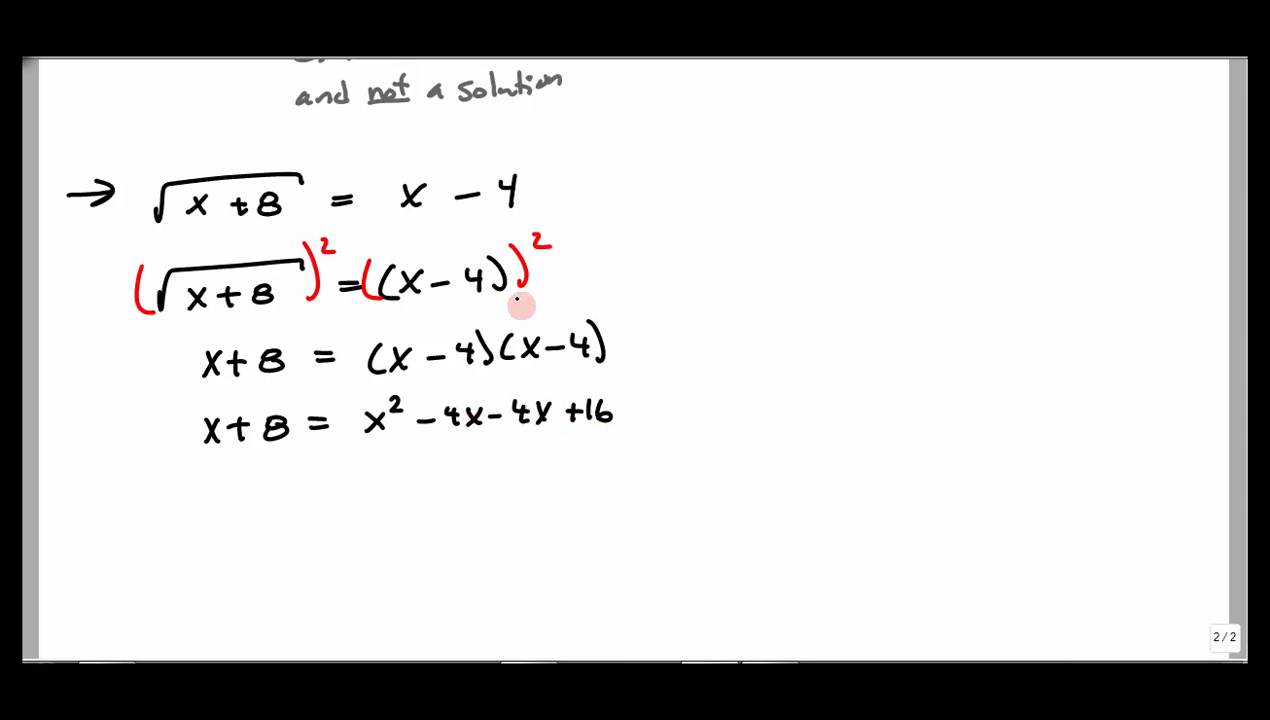 and not a solution
→ √x+8 = x - 4
(√x+8)² = ((x-4))²
x+8 = (x-4)(x-4)
x+8 = x² - 4x - 4x + 16
2 / 2